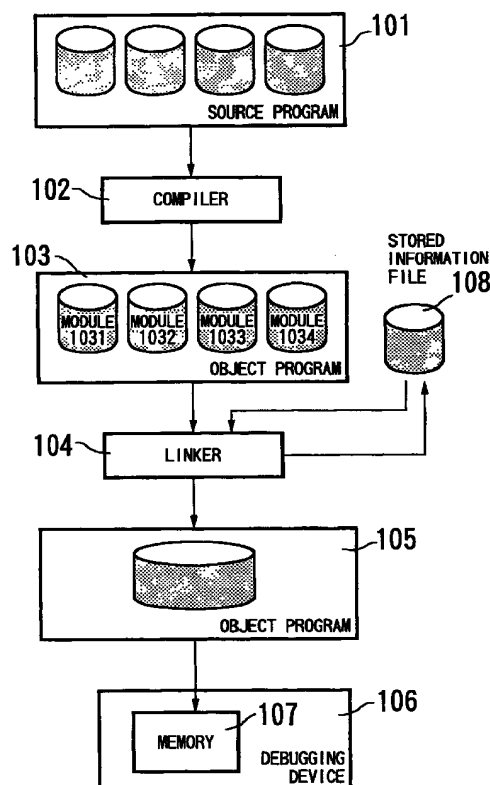 101
SOURCE PROGRAM
102
COMPILER
103
STORED
INFORMATION
FILE
108
MODULE
1031
MODULE
1032
MODULE
1033
MODULE
1034
OBJECT PROGRAM
104
LINKER
105
OBJECT PROGRAM
106
107
MEMORY
DEBUGGING
DEVICE